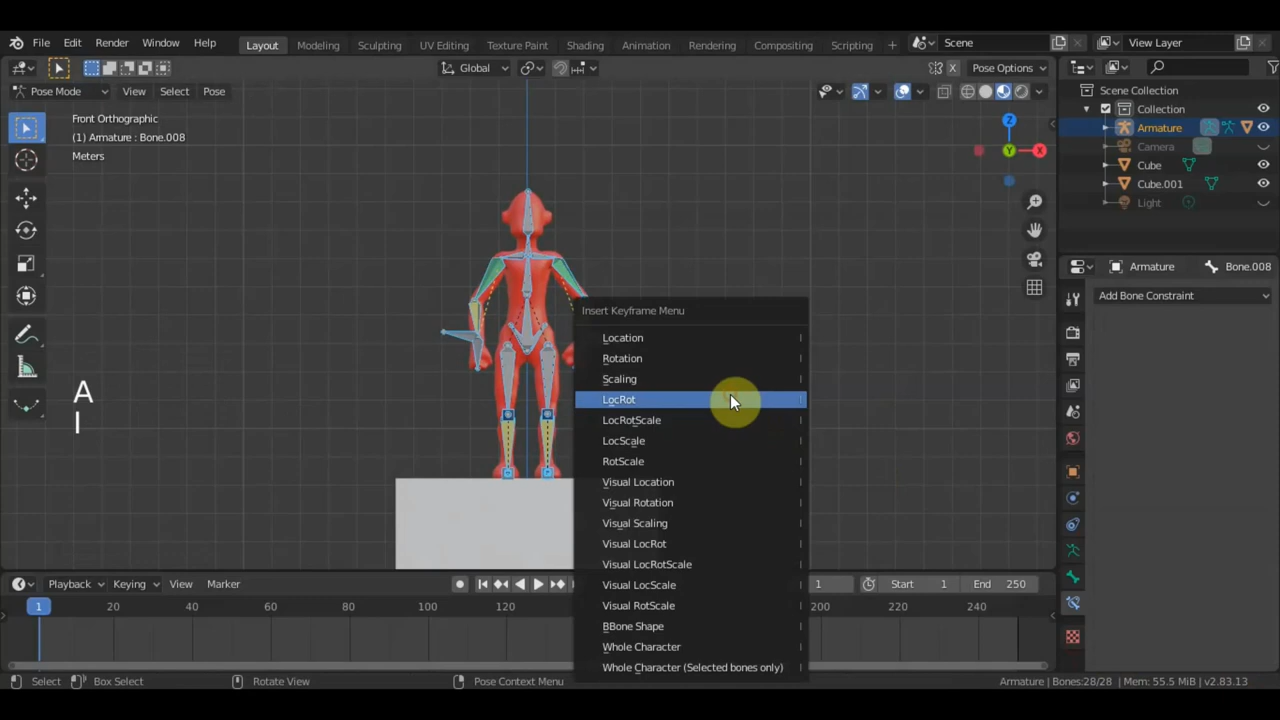 File Edit Render Window Help Layout Modeling Sculpting UV Editing Texture Paint Shading Animation Rendering Compositing Scripting + Scene View Layer
Global X Pose Options
Pose Mode View Select Pose
Scene Collection
Collection
Armature
Camera
Cube
Cube.001
Light
Front Orthographic
(1) Armature : Bone.008
Meters
Z
Y
X
Armature Bone.008
Add Bone Constraint
A
I
Insert Keyframe Menu
Location I
Rotation I
Scaling I
LocRot I
LocRotScale I
LocScale I
RotScale I
Visual Location I
Visual Rotation I
Visual Scaling I
Visual LocRot I
Visual LocRotScale I
Visual LocScale I
Visual RotScale I
BBone Shape I
Whole Character I
Whole Character (Selected bones only) I
Playback Keying View Marker 1 Start 1 End 250
1 20 40 60 80 100 120 200 220 240
Select Box Select Rotate View Pose Context Menu Armature | Bones:28/28 | Mem: 55.5 MiB | v2.83.13